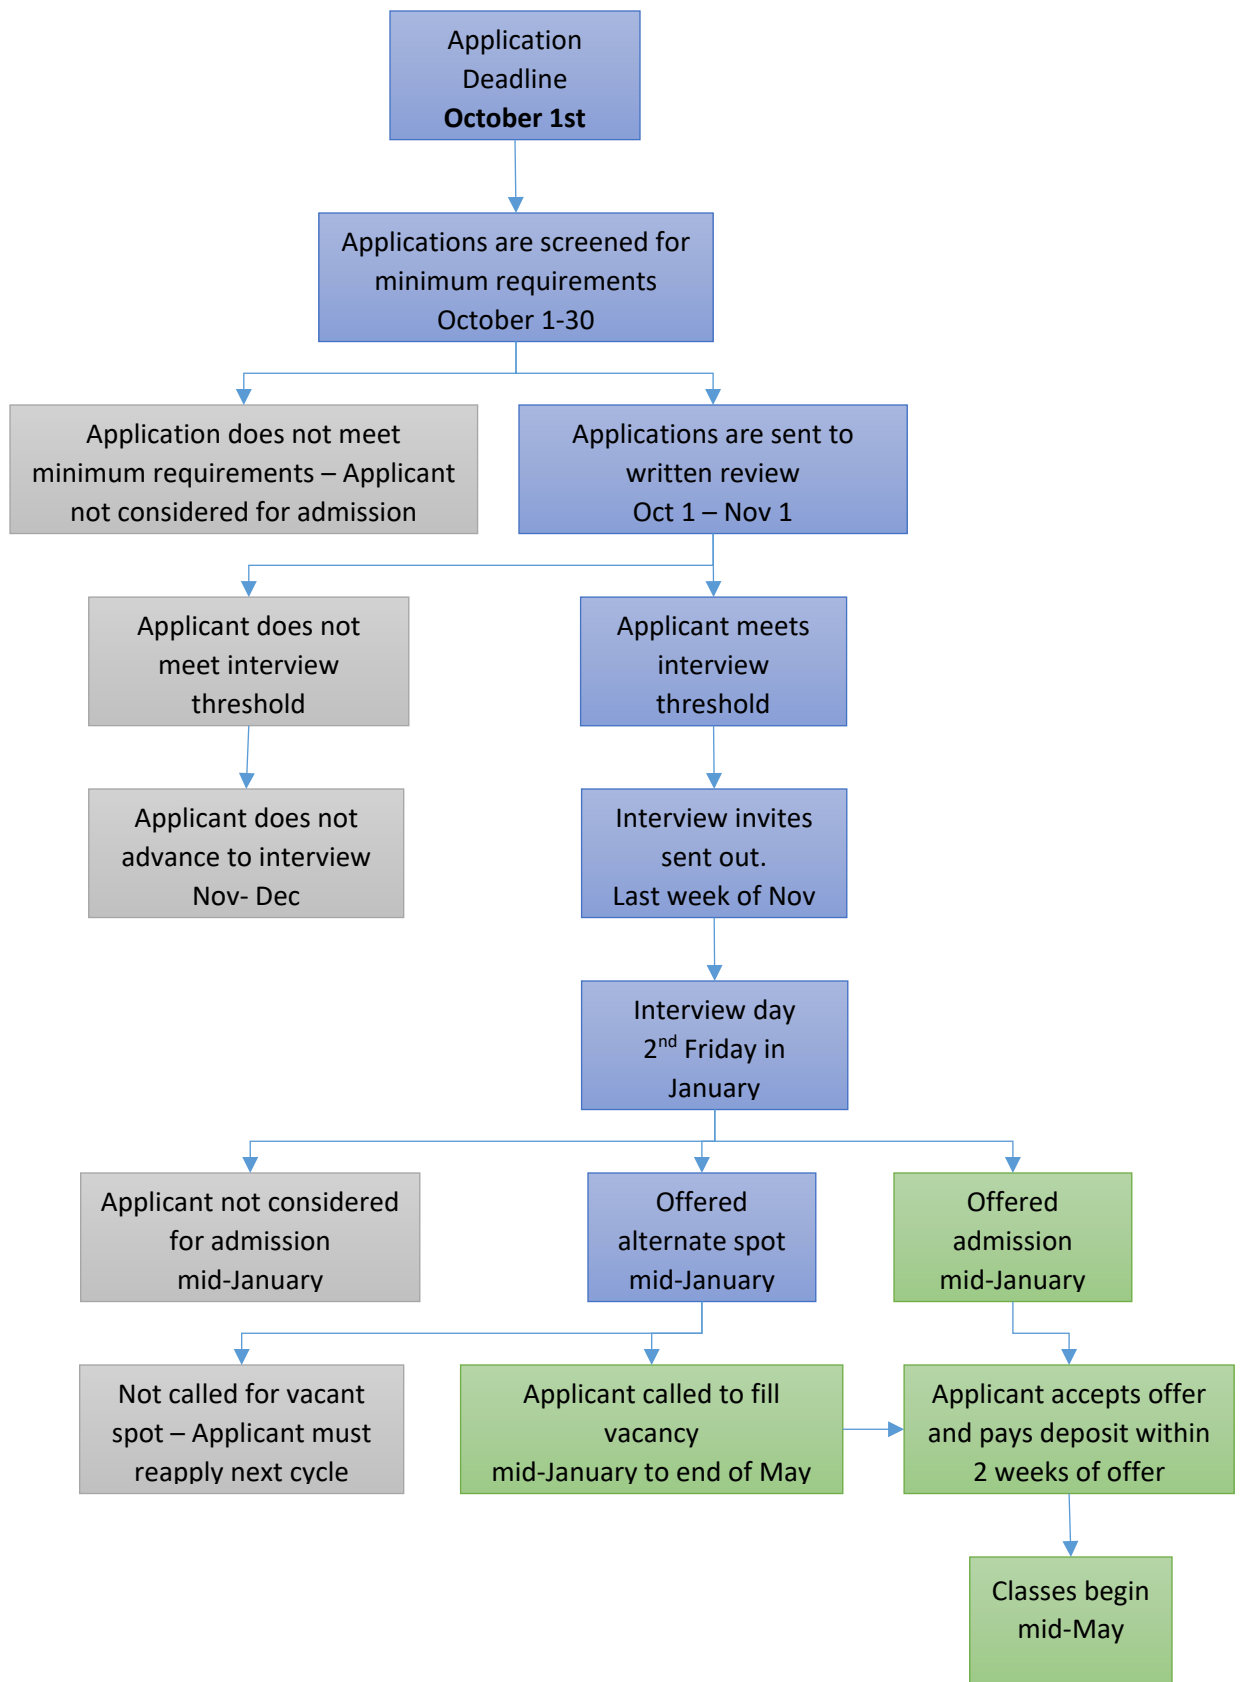 Application
Deadline
October 1st
Applications are screened for
minimum requirements
October 1-30
Application does not meet
minimum requirements – Applicant
not considered for admission
Applications are sent to
written review
Oct 1 – Nov 1
Applicant does not
meet interview
threshold
Applicant meets
interview
threshold
Applicant does not
advance to interview
Nov- Dec
Interview invites
sent out.
Last week of Nov
Interview day
2nd Friday in
January
Applicant not considered
for admission
mid-January
Offered
alternate spot
mid-January
Offered
admission
mid-January
Not called for vacant
spot – Applicant must
reapply next cycle
Applicant called to fill
vacancy
mid-January to end of May
Applicant accepts offer
and pays deposit within
2 weeks of offer
Classes begin
mid-May